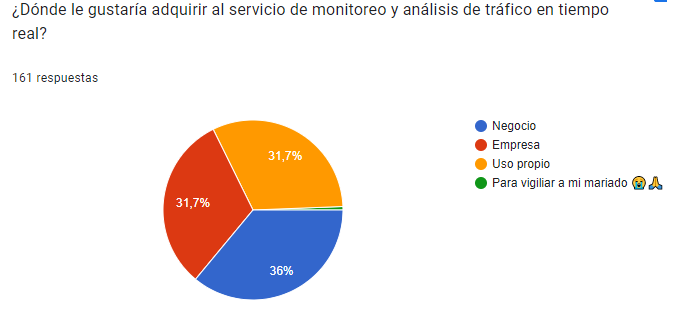 ¿Dónde le gustaría adquirir al servicio de monitoreo y análisis de tráfico en tiempo
real?
161 respuestas
31,7%
31,7%
36%
Negocio
Empresa
Uso propio
Para vigiliar a mi mariado 😭🙏